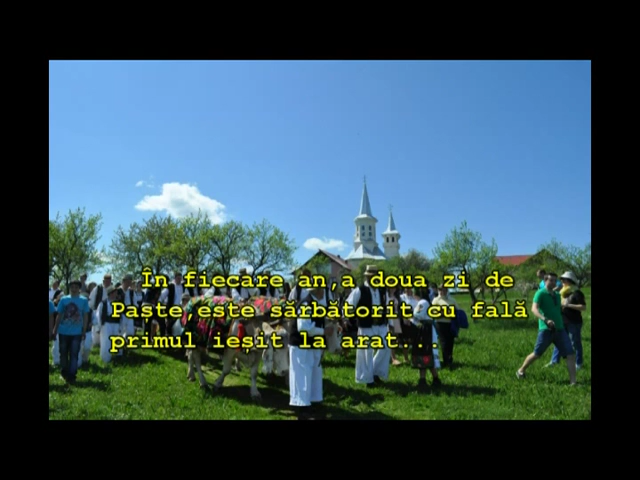 În fiecare an,a doua zi de
Paște,este sărbătorit cu fală
primul ieșit la arat...